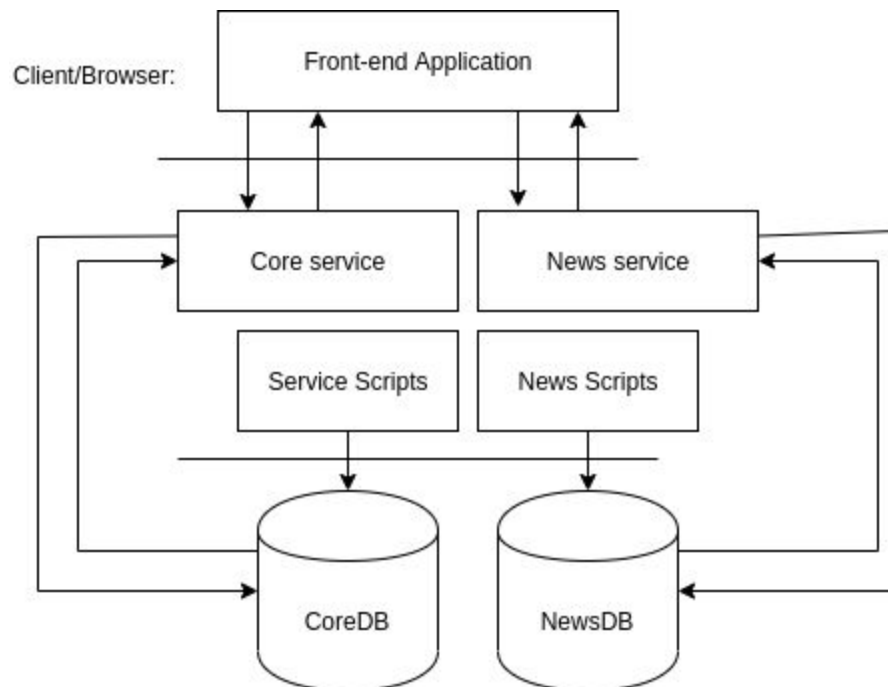 Front-end Application
Client/Browser:
Core service
News service
Service Scripts
News Scripts
CoreDB
NewsDB